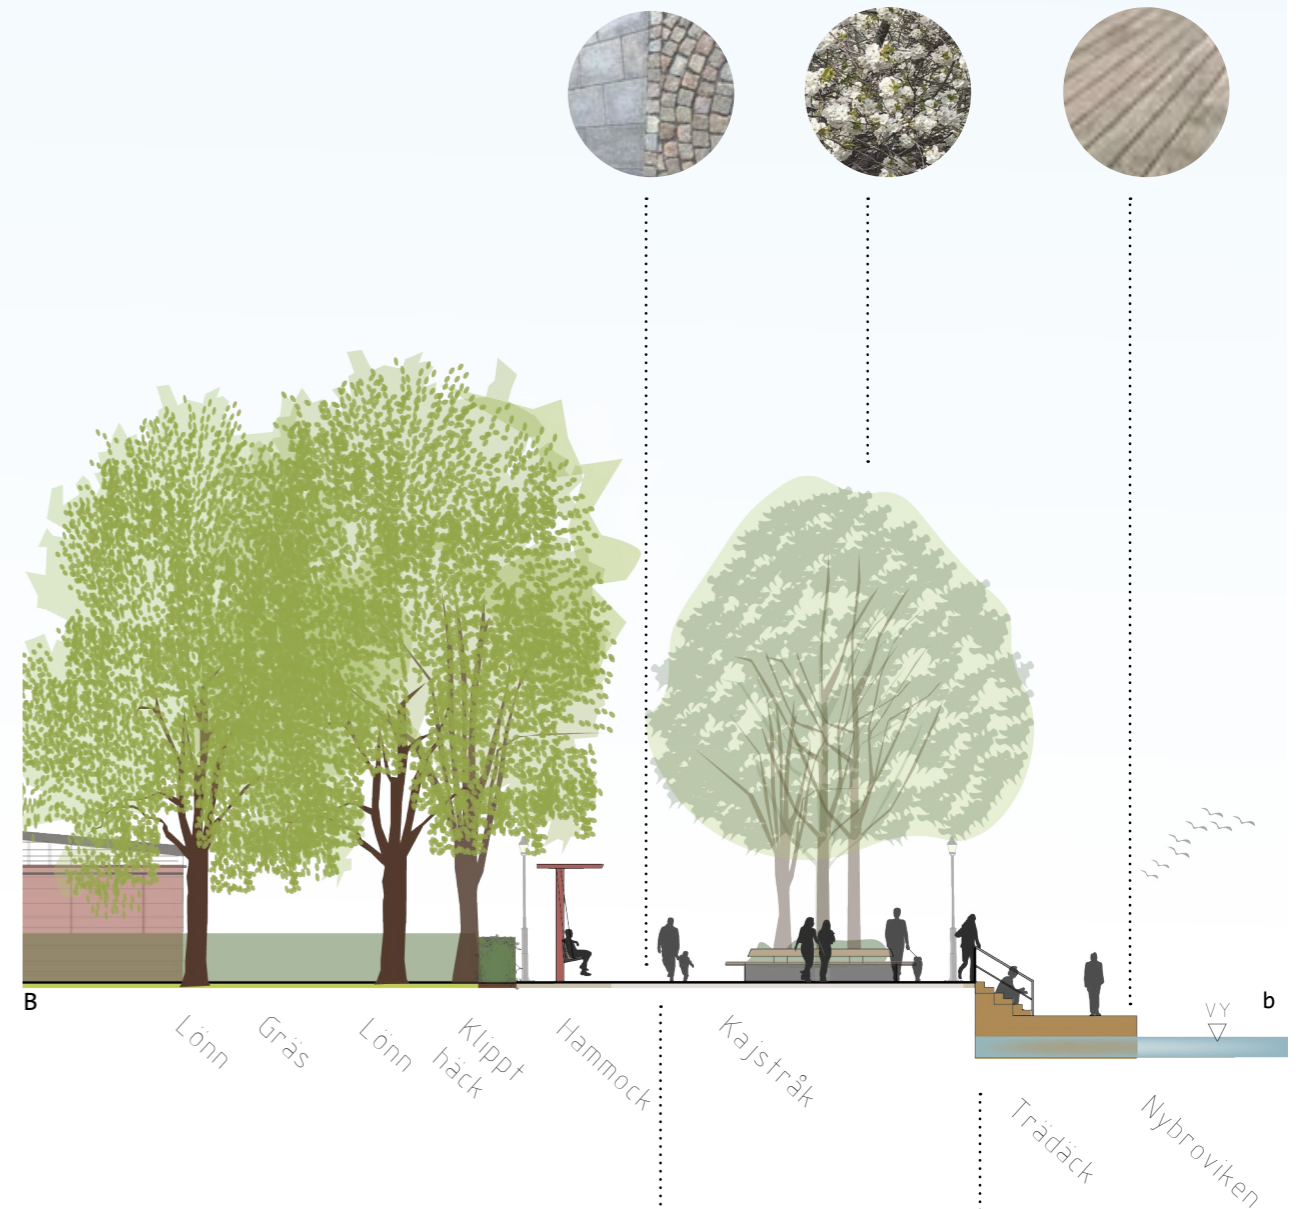 B
b
VY
Lönn
Gräs
Lönn
Klippt
häck
Hammock
Kajstråk
Trädäck
Nybroviken